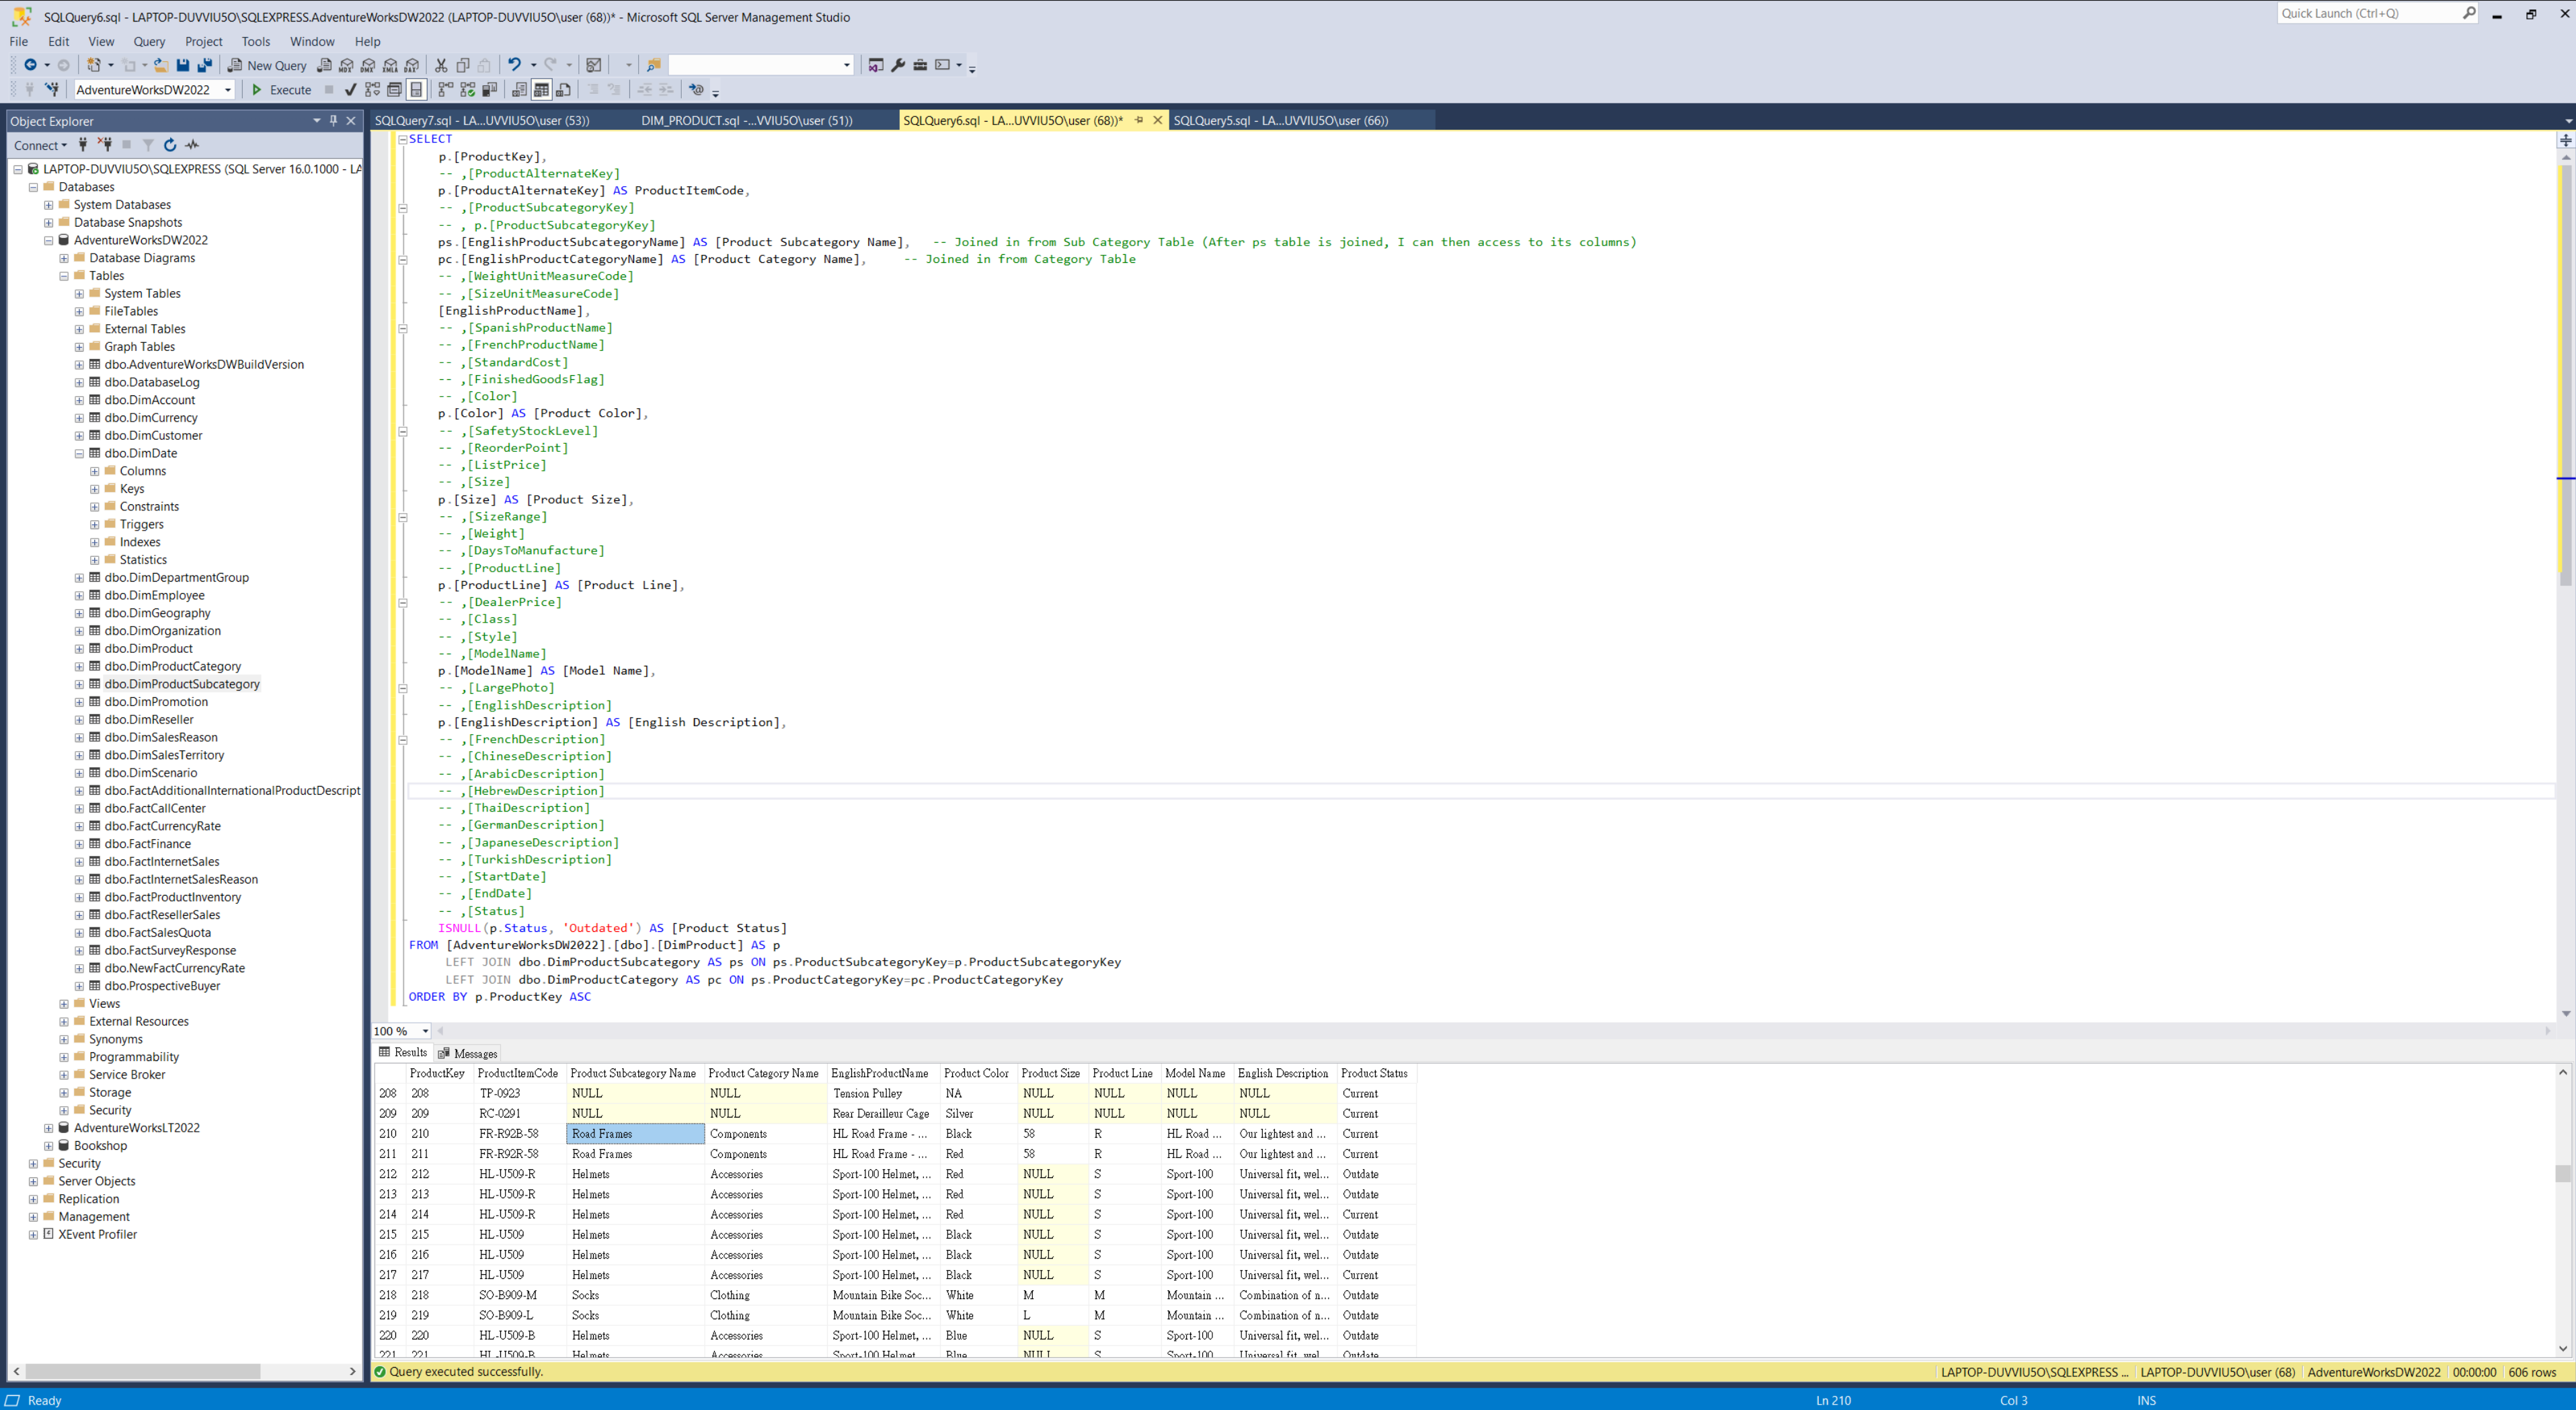 SQLQuery6.sql - LAPTOP-DUVVIU5O\SQLEXPRESS.AdventureWorksDW2022 (LAPTOP-DUVVIU5O\user (68))* - Microsoft SQL Server Management Studio
Quick Launch (Ctrl+Q)
File Edit View Query Project Tools Window Help
New Query
AdventureWorksDW2022 Execute
Object Explorer
Connect
LAPTOP-DUVVIU5O\SQLEXPRESS (SQL Server 16.0.1000 - LA
Databases
System Databases
Database Snapshots
AdventureWorksDW2022
Database Diagrams
Tables
System Tables
FileTables
External Tables
Graph Tables
dbo.AdventureWorksDWBuildVersion
dbo.DatabaseLog
dbo.DimAccount
dbo.DimCurrency
dbo.DimCustomer
dbo.DimDate
Columns
Keys
Constraints
Triggers
Indexes
Statistics
dbo.DimDepartmentGroup
dbo.DimEmployee
dbo.DimGeography
dbo.DimOrganization
dbo.DimProduct
dbo.DimProductCategory
dbo.DimProductSubcategory
dbo.DimPromotion
dbo.DimReseller
dbo.DimSalesReason
dbo.DimSalesTerritory
dbo.DimScenario
dbo.FactAdditionalInternationalProductDescript
dbo.FactCallCenter
dbo.FactCurrencyRate
dbo.FactFinance
dbo.FactInternetSales
dbo.FactInternetSalesReason
dbo.FactProductInventory
dbo.FactResellerSales
dbo.FactSalesQuota
dbo.FactSurveyResponse
dbo.NewFactCurrencyRate
dbo.ProspectiveBuyer
Views
External Resources
Synonyms
Programmability
Service Broker
Storage
Security
AdventureWorksLT2022
Bookshop
Security
Server Objects
Replication
Management
XEvent Profiler
SQLQuery7.sql - LA...UVVIU5O\user (53)) DIM_PRODUCT.sql -...VVIU5O\user (51)) SQLQuery6.sql - LA...UVVIU5O\user (68))* SQLQuery5.sql - LA...UVVIU5O\user (66))
SELECT
p.[ProductKey],
-- ,[ProductAlternateKey]
p.[ProductAlternateKey] AS ProductItemCode,
-- ,[ProductSubcategoryKey]
-- , p.[ProductSubcategoryKey]
ps.[EnglishProductSubcategoryName] AS [Product Subcategory Name], -- Joined in from Sub Category Table (After ps table is joined, I can then access to its columns)
pc.[EnglishProductCategoryName] AS [Product Category Name], -- Joined in from Category Table
-- ,[WeightUnitMeasureCode]
-- ,[SizeUnitMeasureCode]
[EnglishProductName],
-- ,[SpanishProductName]
-- ,[FrenchProductName]
-- ,[StandardCost]
-- ,[FinishedGoodsFlag]
-- ,[Color]
p.[Color] AS [Product Color],
-- ,[SafetyStockLevel]
-- ,[ReorderPoint]
-- ,[ListPrice]
-- ,[Size]
p.[Size] AS [Product Size],
-- ,[SizeRange]
-- ,[Weight]
-- ,[DaysToManufacture]
-- ,[ProductLine]
p.[ProductLine] AS [Product Line],
-- ,[DealerPrice]
-- ,[Class]
-- ,[Style]
-- ,[ModelName]
p.[ModelName] AS [Model Name],
-- ,[LargePhoto]
-- ,[EnglishDescription]
p.[EnglishDescription] AS [English Description],
-- ,[FrenchDescription]
-- ,[ChineseDescription]
-- ,[ArabicDescription]
-- ,[HebrewDescription]
-- ,[ThaiDescription]
-- ,[GermanDescription]
-- ,[JapaneseDescription]
-- ,[TurkishDescription]
-- ,[StartDate]
-- ,[EndDate]
-- ,[Status]
ISNULL(p.Status, 'Outdated') AS [Product Status]
FROM [AdventureWorksDW2022].[dbo].[DimProduct] AS p
LEFT JOIN dbo.DimProductSubcategory AS ps ON ps.ProductSubcategoryKey=p.ProductSubcategoryKey
LEFT JOIN dbo.DimProductCategory AS pc ON ps.ProductCategoryKey=pc.ProductCategoryKey
ORDER BY p.ProductKey ASC
100 %
Results Messages
ProductKey ProductItemCode Product Subcategory Name Product Category Name EnglishProductName Product Color Product Size Product Line Model Name English Description Product Status
208 208 TP-0923 NULL NULL Tension Pulley NA NULL NULL NULL NULL Current
209 209 RC-0291 NULL NULL Rear Derailleur Cage Silver NULL NULL NULL NULL Current
210 210 FR-R92B-58 Road Frames Components HL Road Frame - ... Black 58 R HL Road ... Our lightest and ... Current
211 211 FR-R92R-58 Road Frames Components HL Road Frame - ... Red 58 R HL Road ... Our lightest and ... Current
212 212 HL-U509-R Helmets Accessories Sport-100 Helmet, ... Red NULL S Sport-100 Universal fit, wel... Outdate
213 213 HL-U509-R Helmets Accessories Sport-100 Helmet, ... Red NULL S Sport-100 Universal fit, wel... Outdate
214 214 HL-U509-R Helmets Accessories Sport-100 Helmet, ... Red NULL S Sport-100 Universal fit, wel... Current
215 215 HL-U509 Helmets Accessories Sport-100 Helmet, ... Black NULL S Sport-100 Universal fit, wel... Outdate
216 216 HL-U509 Helmets Accessories Sport-100 Helmet, ... Black NULL S Sport-100 Universal fit, wel... Outdate
217 217 HL-U509 Helmets Accessories Sport-100 Helmet, ... Black NULL S Sport-100 Universal fit, wel... Current
218 218 SO-B909-M Socks Clothing Mountain Bike Soc... White M M Mountain ... Combination of n... Outdate
219 219 SO-B909-L Socks Clothing Mountain Bike Soc... White L M Mountain ... Combination of n... Outdate
220 220 HL-U509-B Helmets Accessories Sport-100 Helmet, ... Blue NULL S Sport-100 Universal fit, wel... Outdate
221 221 HL-U509-B Helmets Accessories Sport-100 Helmet Blue NULL S Sport-100 Universal fit, wel Outdate
Query executed successfully. LAPTOP-DUVVIU5O\SQLEXPRESS ... LAPTOP-DUVVIU5O\user (68) AdventureWorksDW2022 00:00:00 606 rows
Ready Ln 210 Col 3 INS